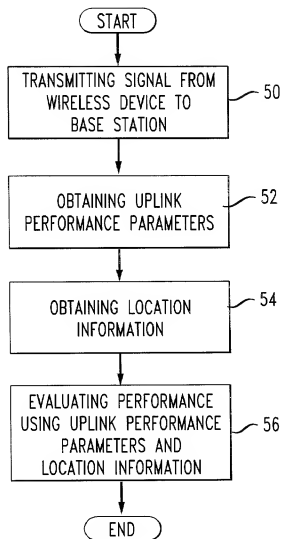 START
TRANSMITTING SIGNAL FROM
WIRELESS DEVICE TO
BASE STATION
50
OBTAINING UPLINK
PERFORMANCE PARAMETERS
52
OBTAINING LOCATION
INFORMATION
54
EVALUATING PERFORMANCE
USING UPLINK PERFORMANCE
PARAMETERS AND
LOCATION INFORMATION
56
END